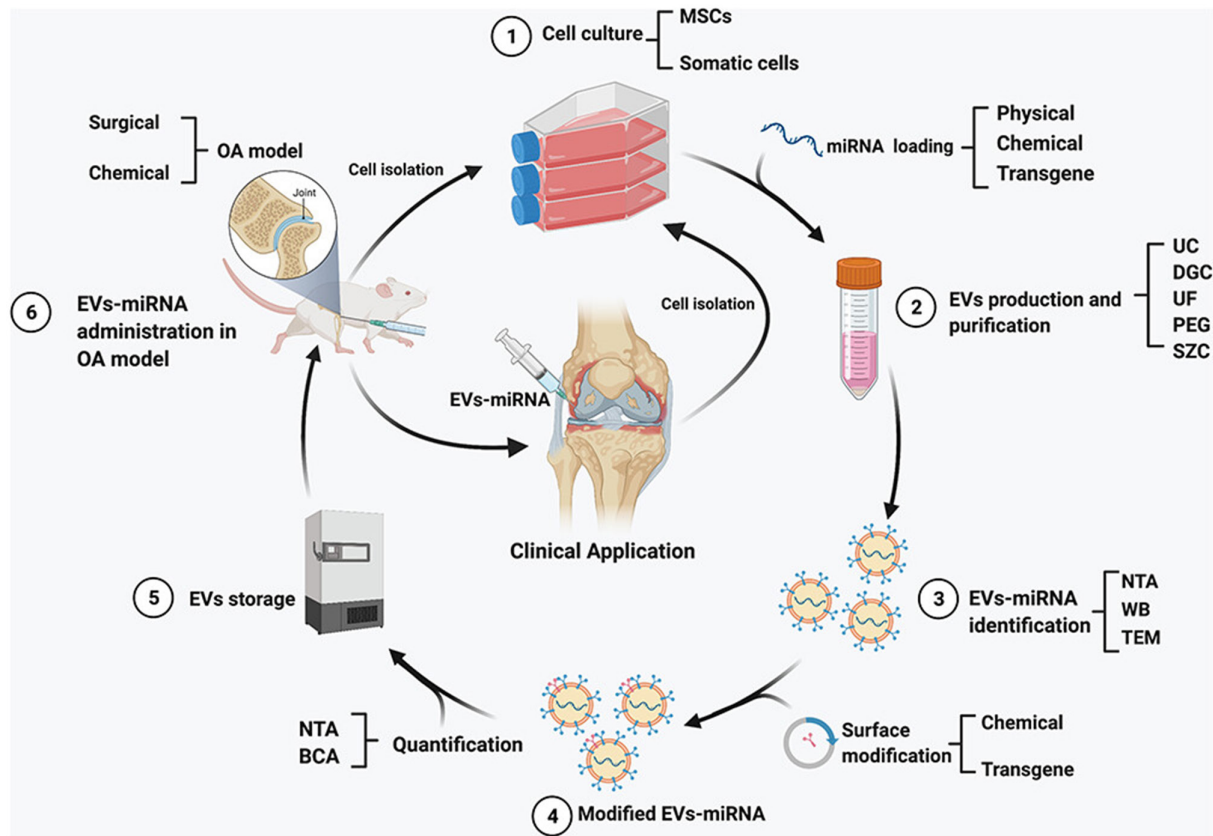 1
Cell culture
MSCs
Somatic cells
miRNA loading
Physical
Chemical
Transgene
2
EVs production and
purification
UC
DGC
UF
PEG
SZC
3
EVs-miRNA
identification
NTA
WB
TEM
Surface
modification
Chemical
Transgene
4
Modified EVs-miRNA
Quantification
NTA
BCA
5
EVs storage
6
EVs-miRNA
administration in
OA model
Surgical
Chemical
OA model
Joint
Cell isolation
Cell isolation
EVs-miRNA
Clinical Application